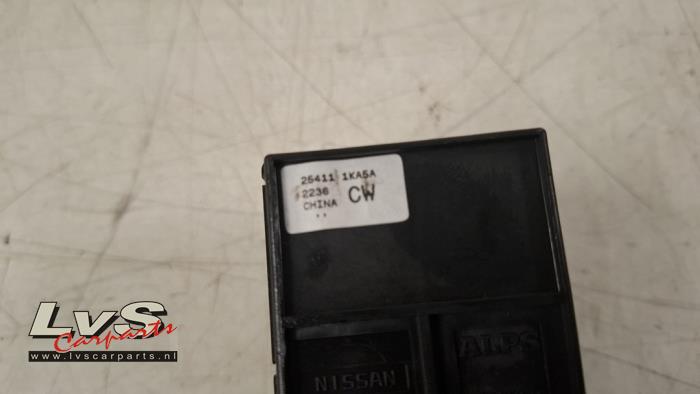 25411 1KA5A
2236 CW
CHINA
LvS
Carparts
www.lvscarparts.nl
NISSAN
ALPS